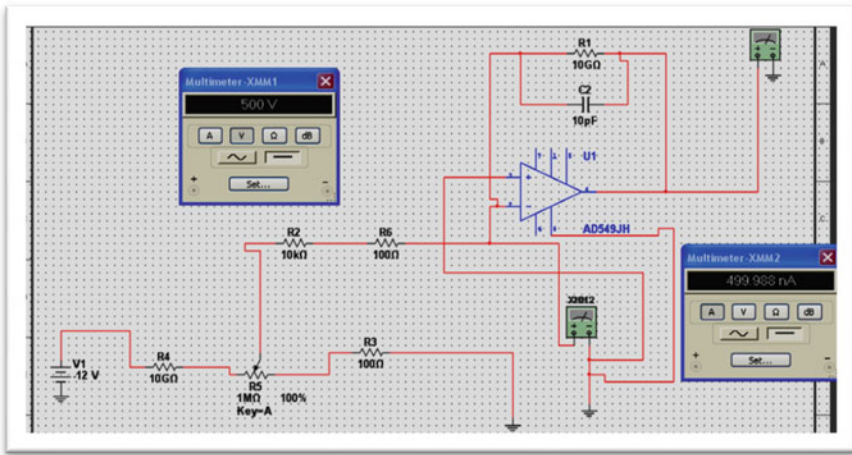 R1
10GΩ
Multimeter-XMM1
500 V
C2
10pF
A V Ω dB
U1
+ Set... -
AD549JH
R2
10kΩ
R6
100Ω
Multimeter-XMM2
499.988 nA
XMM2
A V Ω dB
V1
-12 V
R4
10GΩ
R3
100Ω
+ Set... -
R5
1MΩ 100%
Key=A